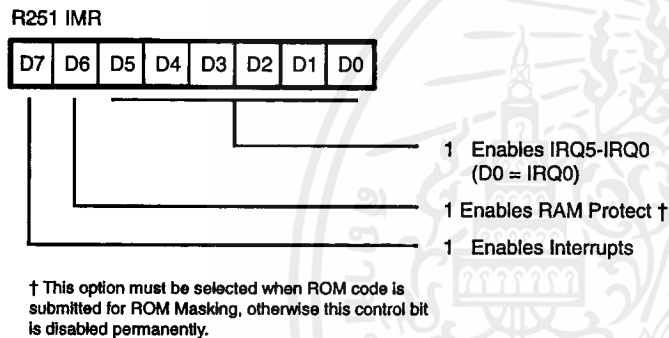 R251 IMR
D7 D6 D5 D4 D3 D2 D1 D0
1 Enables IRQ5-IRQ0
(D0 = IRQ0)
1 Enables RAM Protect †
1 Enables Interrupts
† This option must be selected when ROM code is
submitted for ROM Masking, otherwise this control bit
is disabled permanently.